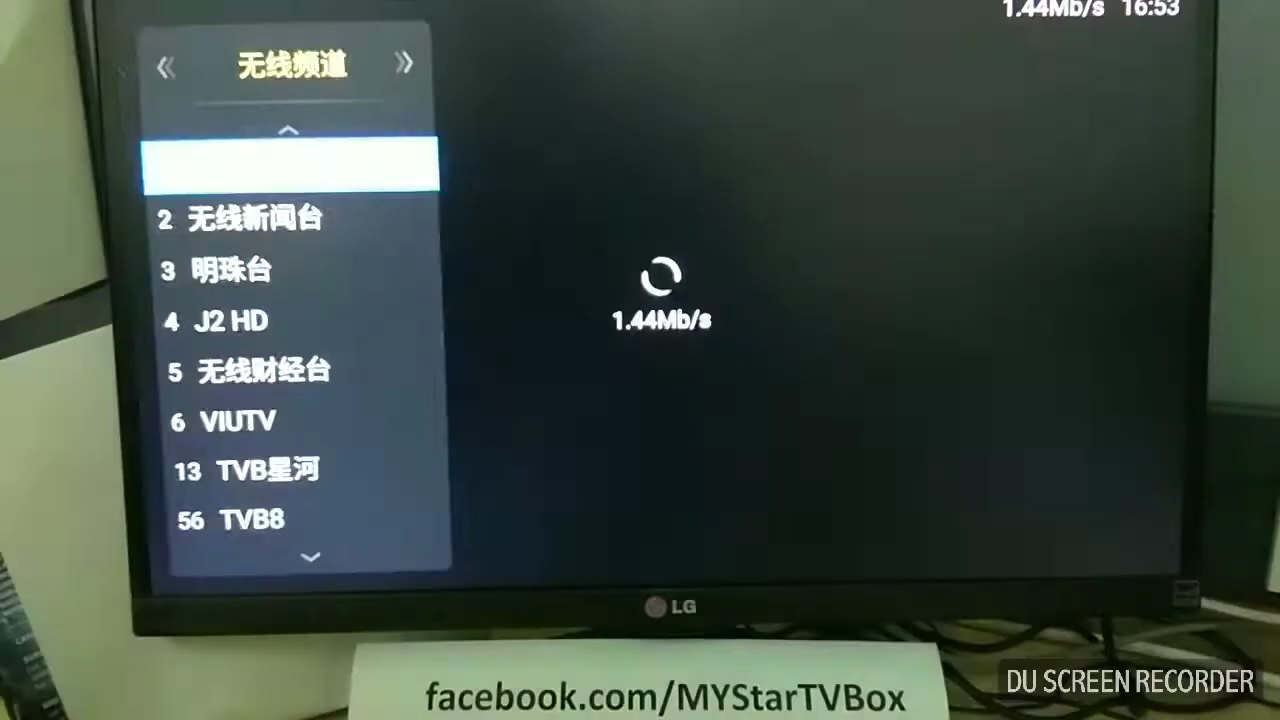 1.44Mb/s 16:53
« 无线频道 »
2 无线新闻台
3 明珠台
4 J2 HD
5 无线财经台
6 VIUTV
13 TVB星河
56 TVB8
1.44Mb/s
LG
facebook.com/MYStarTVBox
DU SCREEN RECORDER